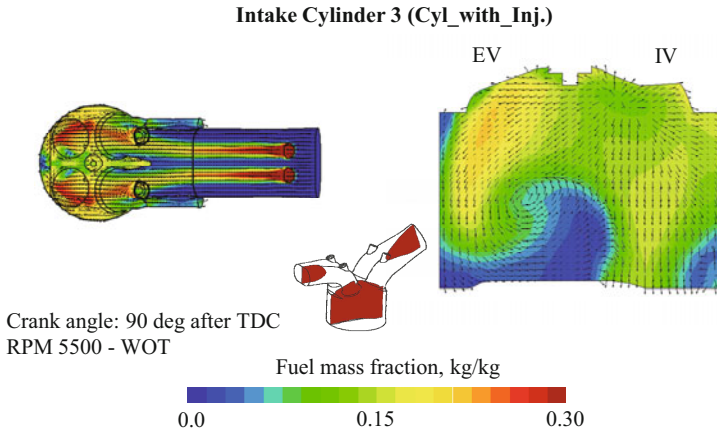 Intake Cylinder 3 (Cyl_with_Inj.)
EV
IV
Crank angle: 90 deg after TDC
RPM 5500 - WOT
Fuel mass fraction, kg/kg
0.0
0.15
0.30